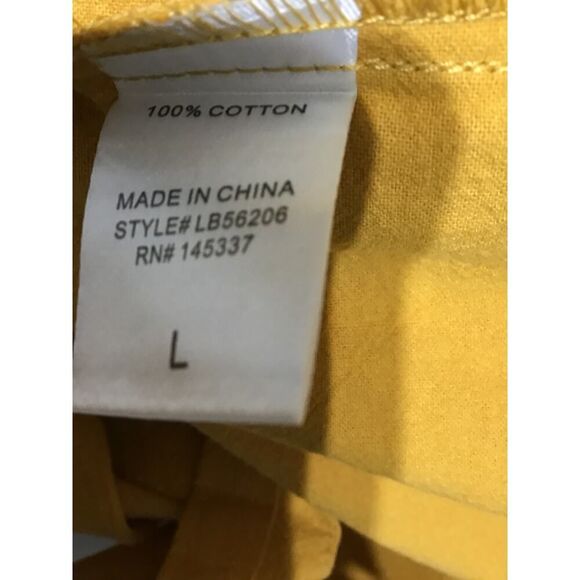 100% COTTON
MADE IN CHINA
STYLE# LB56206
RN# 145337
L